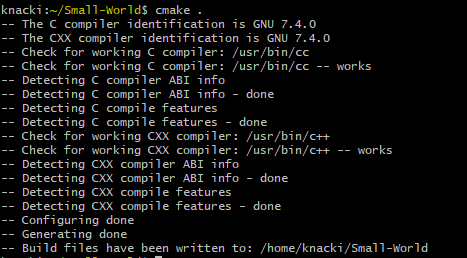 knacki:~/Small-World$ cmake .
-- The C compiler identification is GNU 7.4.0
-- The CXX compiler identification is GNU 7.4.0
-- Check for working C compiler: /usr/bin/cc
-- Check for working C compiler: /usr/bin/cc -- works
-- Detecting C compiler ABI info
-- Detecting C compiler ABI info - done
-- Detecting C compile features
-- Detecting C compile features - done
-- Check for working CXX compiler: /usr/bin/c++
-- Check for working CXX compiler: /usr/bin/c++ -- works
-- Detecting CXX compiler ABI info
-- Detecting CXX compiler ABI info - done
-- Detecting CXX compile features
-- Detecting CXX compile features - done
-- Configuring done
-- Generating done
-- Build files have been written to: /home/knacki/Small-World